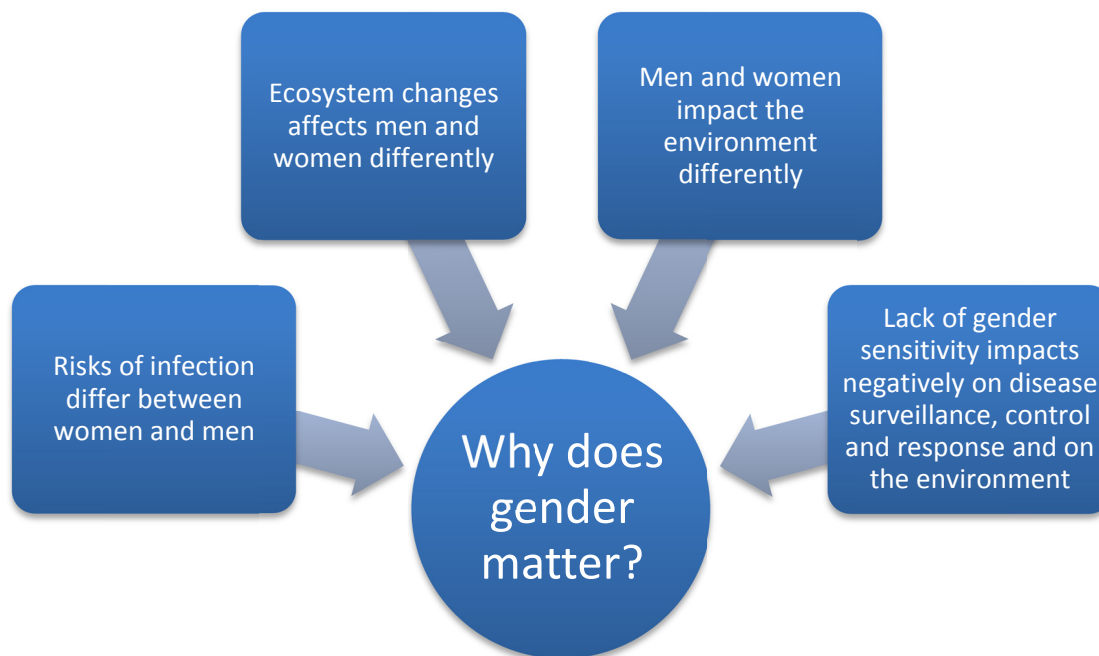 Ecosystem changes
affects men and
women differently
Men and women
impact the
environment
differently
Risks of infection
differ between
women and men
Lack of gender
sensitivity impacts
negatively on disease
surveillance, control
and response and on
the environment
Why does
gender
matter?